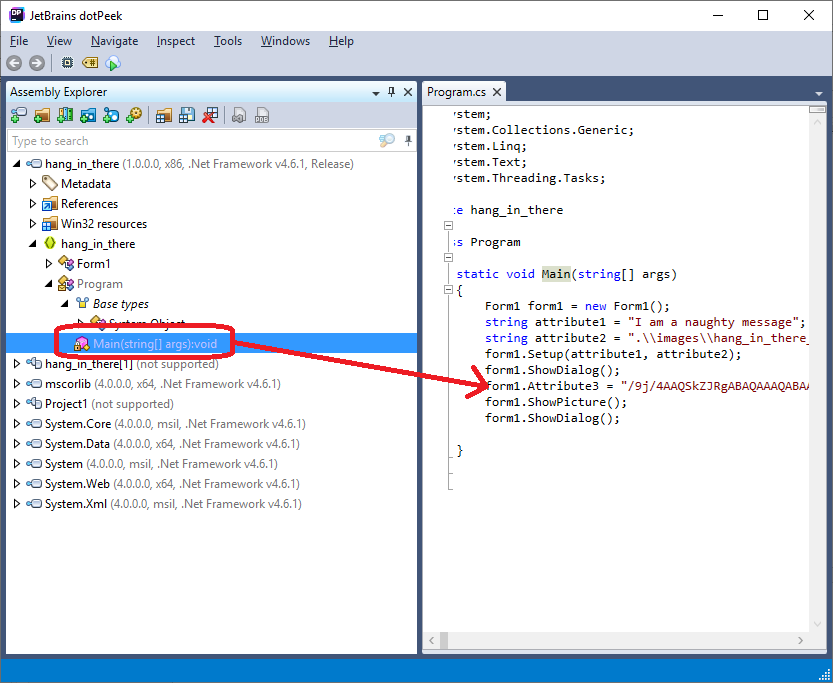 JetBrains dotPeek
File View Navigate Inspect Tools Windows Help
Assembly Explorer
Type to search
hang_in_there (1.0.0.0, x86, .Net Framework v4.6.1, Release)
Metadata
References
Win32 resources
hang_in_there
Form1
Program
Base types
System.Object
Main(string[] args):void
hang_in_there[1] (not supported)
mscorlib (4.0.0.0, x64, .Net Framework v4.6.1)
Project1 (not supported)
System.Core (4.0.0.0, msil, .Net Framework v4.6.1)
System.Data (4.0.0.0, x64, .Net Framework v4.6.1)
System (4.0.0.0, msil, .Net Framework v4.6.1)
System.Web (4.0.0.0, x64, .Net Framework v4.6.1)
System.Xml (4.0.0.0, msil, .Net Framework v4.6.1)
Program.cs
ystem;
ystem.Collections.Generic;
ystem.Linq;
ystem.Text;
ystem.Threading.Tasks;
e hang_in_there
s Program
static void Main(string[] args)
{
Form1 form1 = new Form1();
string attribute1 = "I am a naughty message";
string attribute2 = ".\\images\\hang_in_there_
form1.Setup(attribute1, attribute2);
form1.ShowDialog();
form1.Attribute3 = "/9j/4AAQSkZJRgABAQAAAQABAA
form1.ShowPicture();
form1.ShowDialog();
}